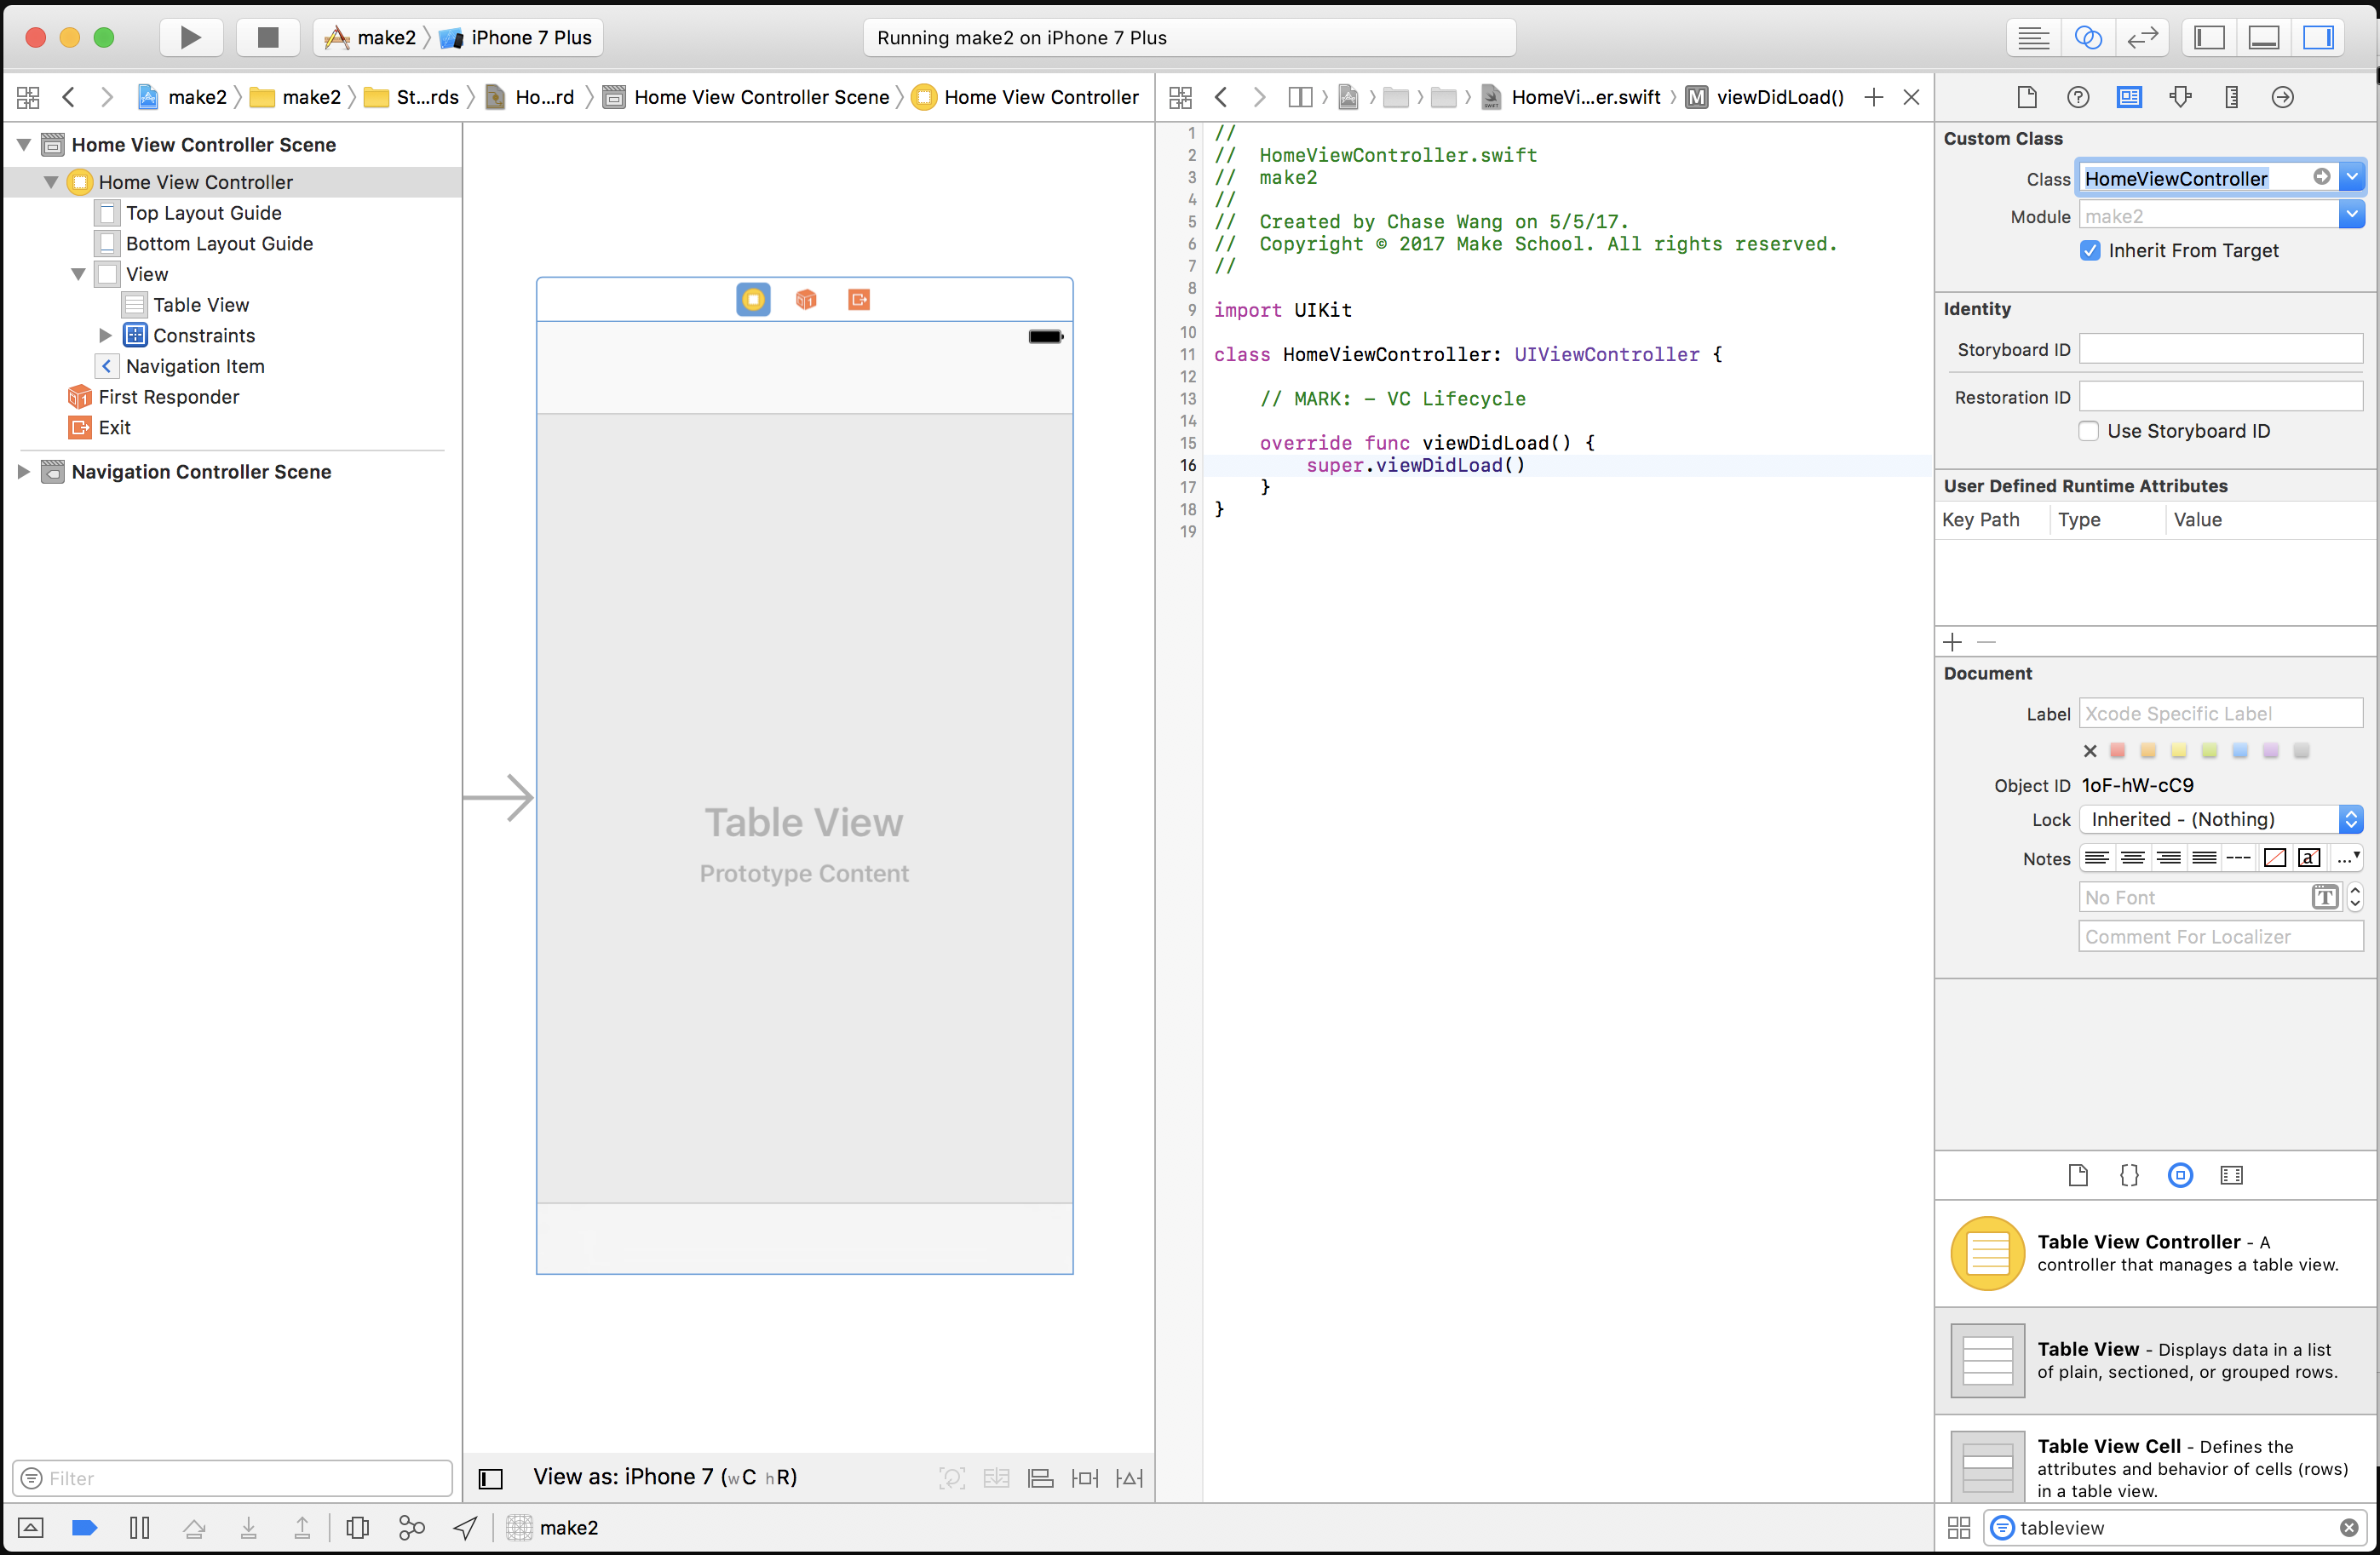 make2 iPhone 7 Plus
Running make2 on iPhone 7 Plus
make2 make2 St...rds Ho...rd Home View Controller Scene Home View Controller
HomeVi...er.swift M viewDidLoad()
Home View Controller Scene
Home View Controller
Top Layout Guide
Bottom Layout Guide
View
Table View
Constraints
Navigation Item
First Responder
Exit
Navigation Controller Scene
Filter
Table View
Prototype Content
View as: iPhone 7 (wC hR)
1 //
2 // HomeViewController.swift
3 // make2
4 //
5 // Created by Chase Wang on 5/5/17.
6 // Copyright © 2017 Make School. All rights reserved.
7 //
8
9 import UIKit
10
11 class HomeViewController: UIViewController {
12
13 // MARK: - VC Lifecycle
14
15 override func viewDidLoad() {
16 super.viewDidLoad()
17 }
18 }
19
Custom Class
Class HomeViewController
Module make2
Inherit From Target
Identity
Storyboard ID
Restoration ID
Use Storyboard ID
User Defined Runtime Attributes
Key Path Type Value
Document
Label Xcode Specific Label
Object ID 1oF-hW-cC9
Lock Inherited - (Nothing)
Notes
No Font
Comment For Localizer
Table View Controller - A
controller that manages a table view.
Table View - Displays data in a list
of plain, sectioned, or grouped rows.
Table View Cell - Defines the
attributes and behavior of cells (rows)
in a table view.
make2
tableview